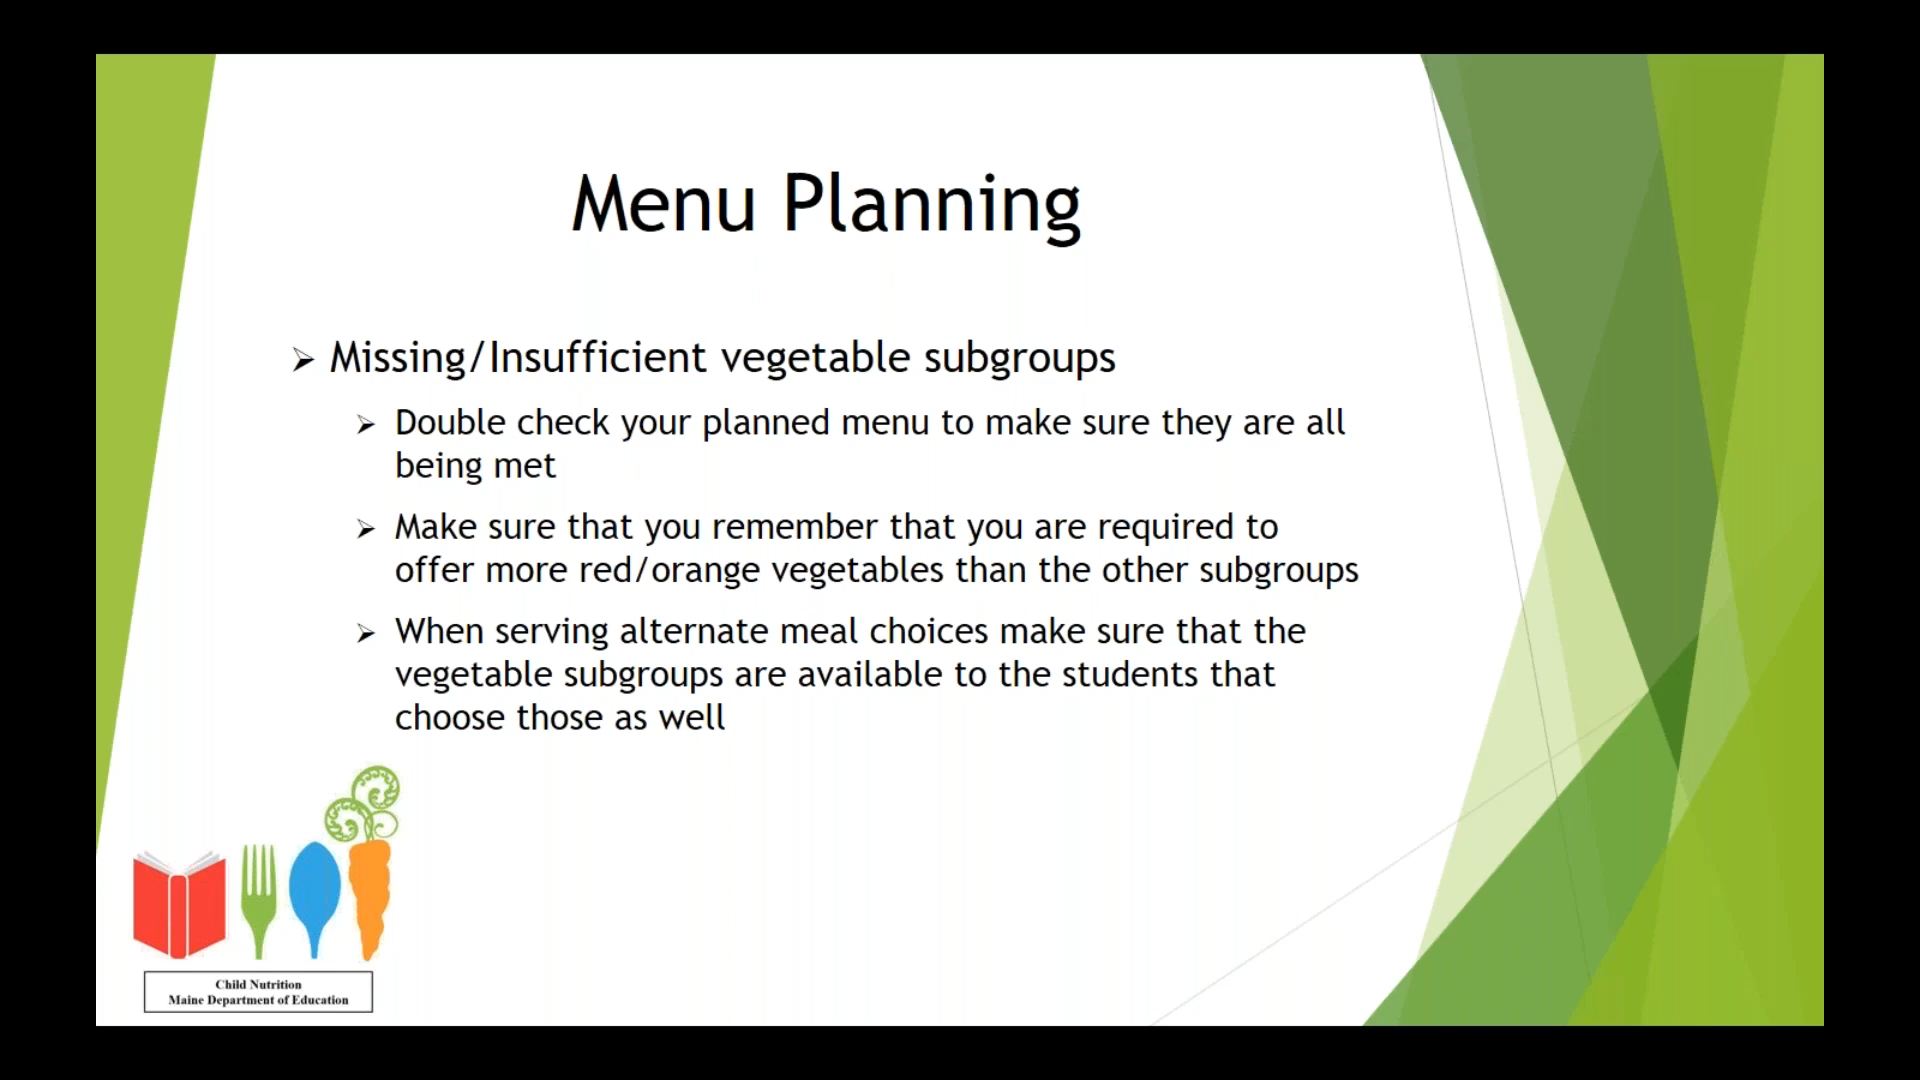 Menu Planning
Missing/Insufficient vegetable subgroups
Double check your planned menu to make sure they are all
being met
Make sure that you remember that you are required to
offer more red/orange vegetables than the other subgroups
When serving alternate meal choices make sure that the
vegetable subgroups are available to the students that
choose those as well
Child Nutrition
Maine Department of Education